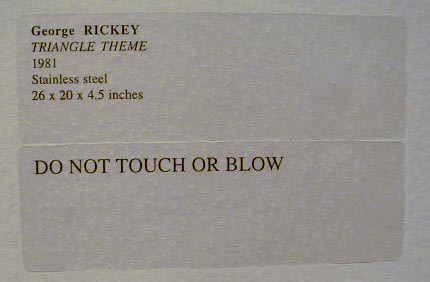 George RICKEY
TRIANGLE THEME
1981
Stainless steel
26 x 20 x 4.5 inches
DO NOT TOUCH OR BLOW